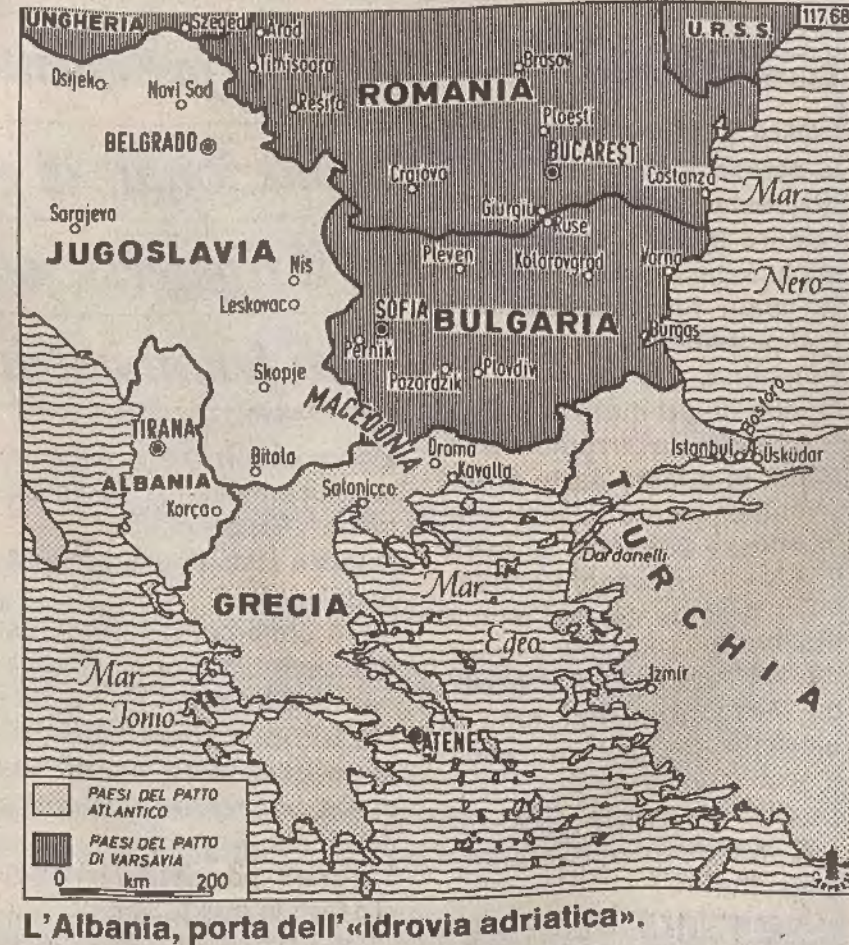 UNGHERIA
Szeged
Arad
U.R.S.S.
117,68
Osijek
Timisoara
Brasov
Novi Sad
Resita
ROMANIA
Ploesti
BELGRADO
BUCAREST
Craiova
Costanza
Mar
Nero
Giurgiu
Ruse
Sarajevo
JUGOSLAVIA
Pleven
Kolarovgrad
Varna
Nis
Leskovac
SOFIA
BULGARIA
Burgas
Pernik
Skopje
Pazardzik
Plovdiv
MACEDONIA
Bosforo
TIRANA
Bitola
Drama
Istanbul
Üsküdar
ALBANIA
Kavalla
Korça
Salonicco
TURCHIA
Dardanelli
GRECIA
Mar
Egeo
Mar
Jonio
Izmir
ATENE
PAESI DEL PATTO
ATLANTICO
PAESI DEL PATTO
DI VARSAVIA
0 km 200
L'Albania, porta dell'«idrovia adriatica».